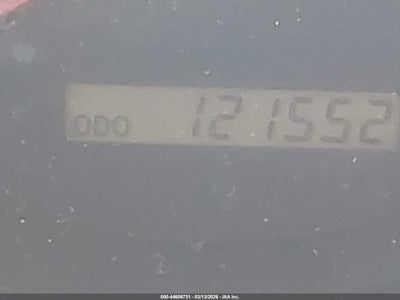 ODO 121552
000-44606731 - 03/13/2026 - IAA Inc.